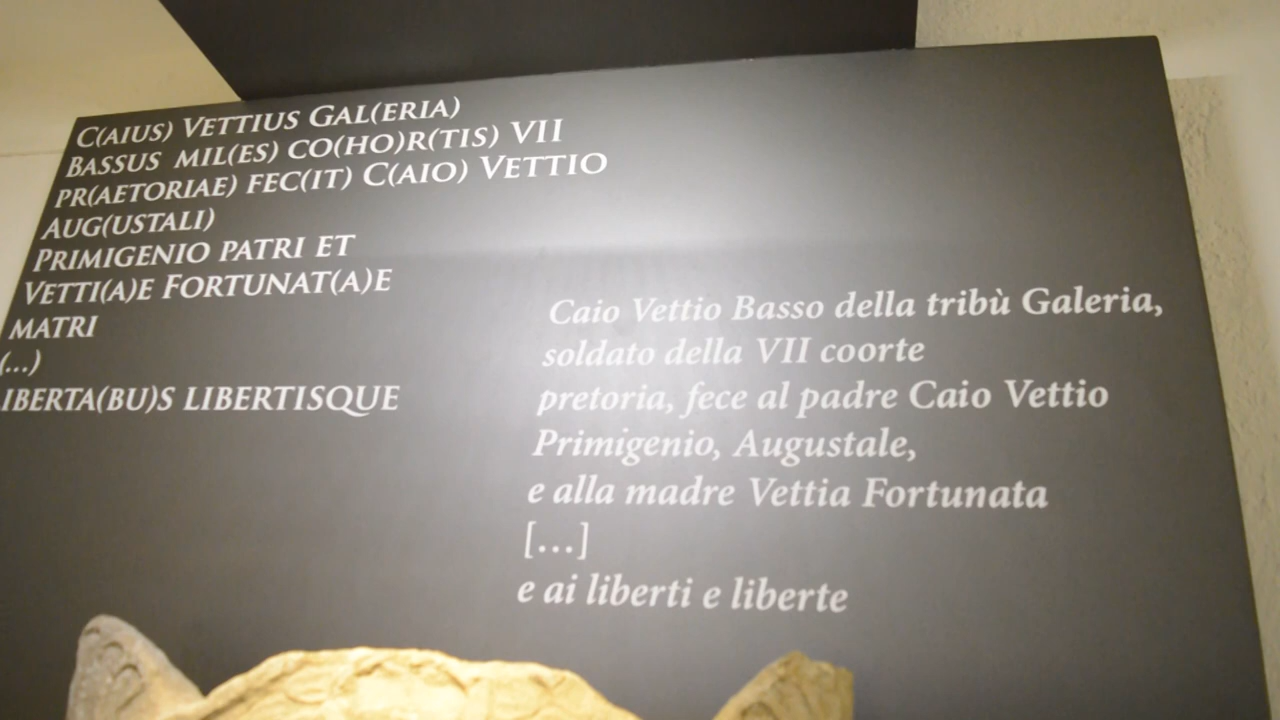 C(AIUS) VETTIUS GAL(ERIA)
BASSUS MIL(ES) CO(HO)R(TIS) VII
PR(AETORIAE) FEC(IT) C(AIO) VETTIO
AUG(USTALI)
PRIMIGENIO PATRI ET
VETTI(A)E FORTUNAT(A)E
MATRI
(...)
IBERTA(BU)S LIBERTISQUE
Caio Vettio Basso della tribù Galeria,
soldato della VII coorte
pretoria, fece al padre Caio Vettio
Primigenio, Augustale,
e alla madre Vettia Fortunata
[...]
e ai liberti e liberte